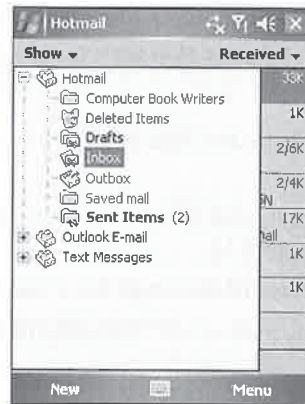 Hotmail
Show Received
Hotmail 33K
Computer Book Writers
Deleted Items 1K
Drafts
Inbox 2/6K
Outbox
Saved mail 2/4K
Sent Items (2) 17K
Outlook E-mail
Text Messages 1K
1K
New Menu